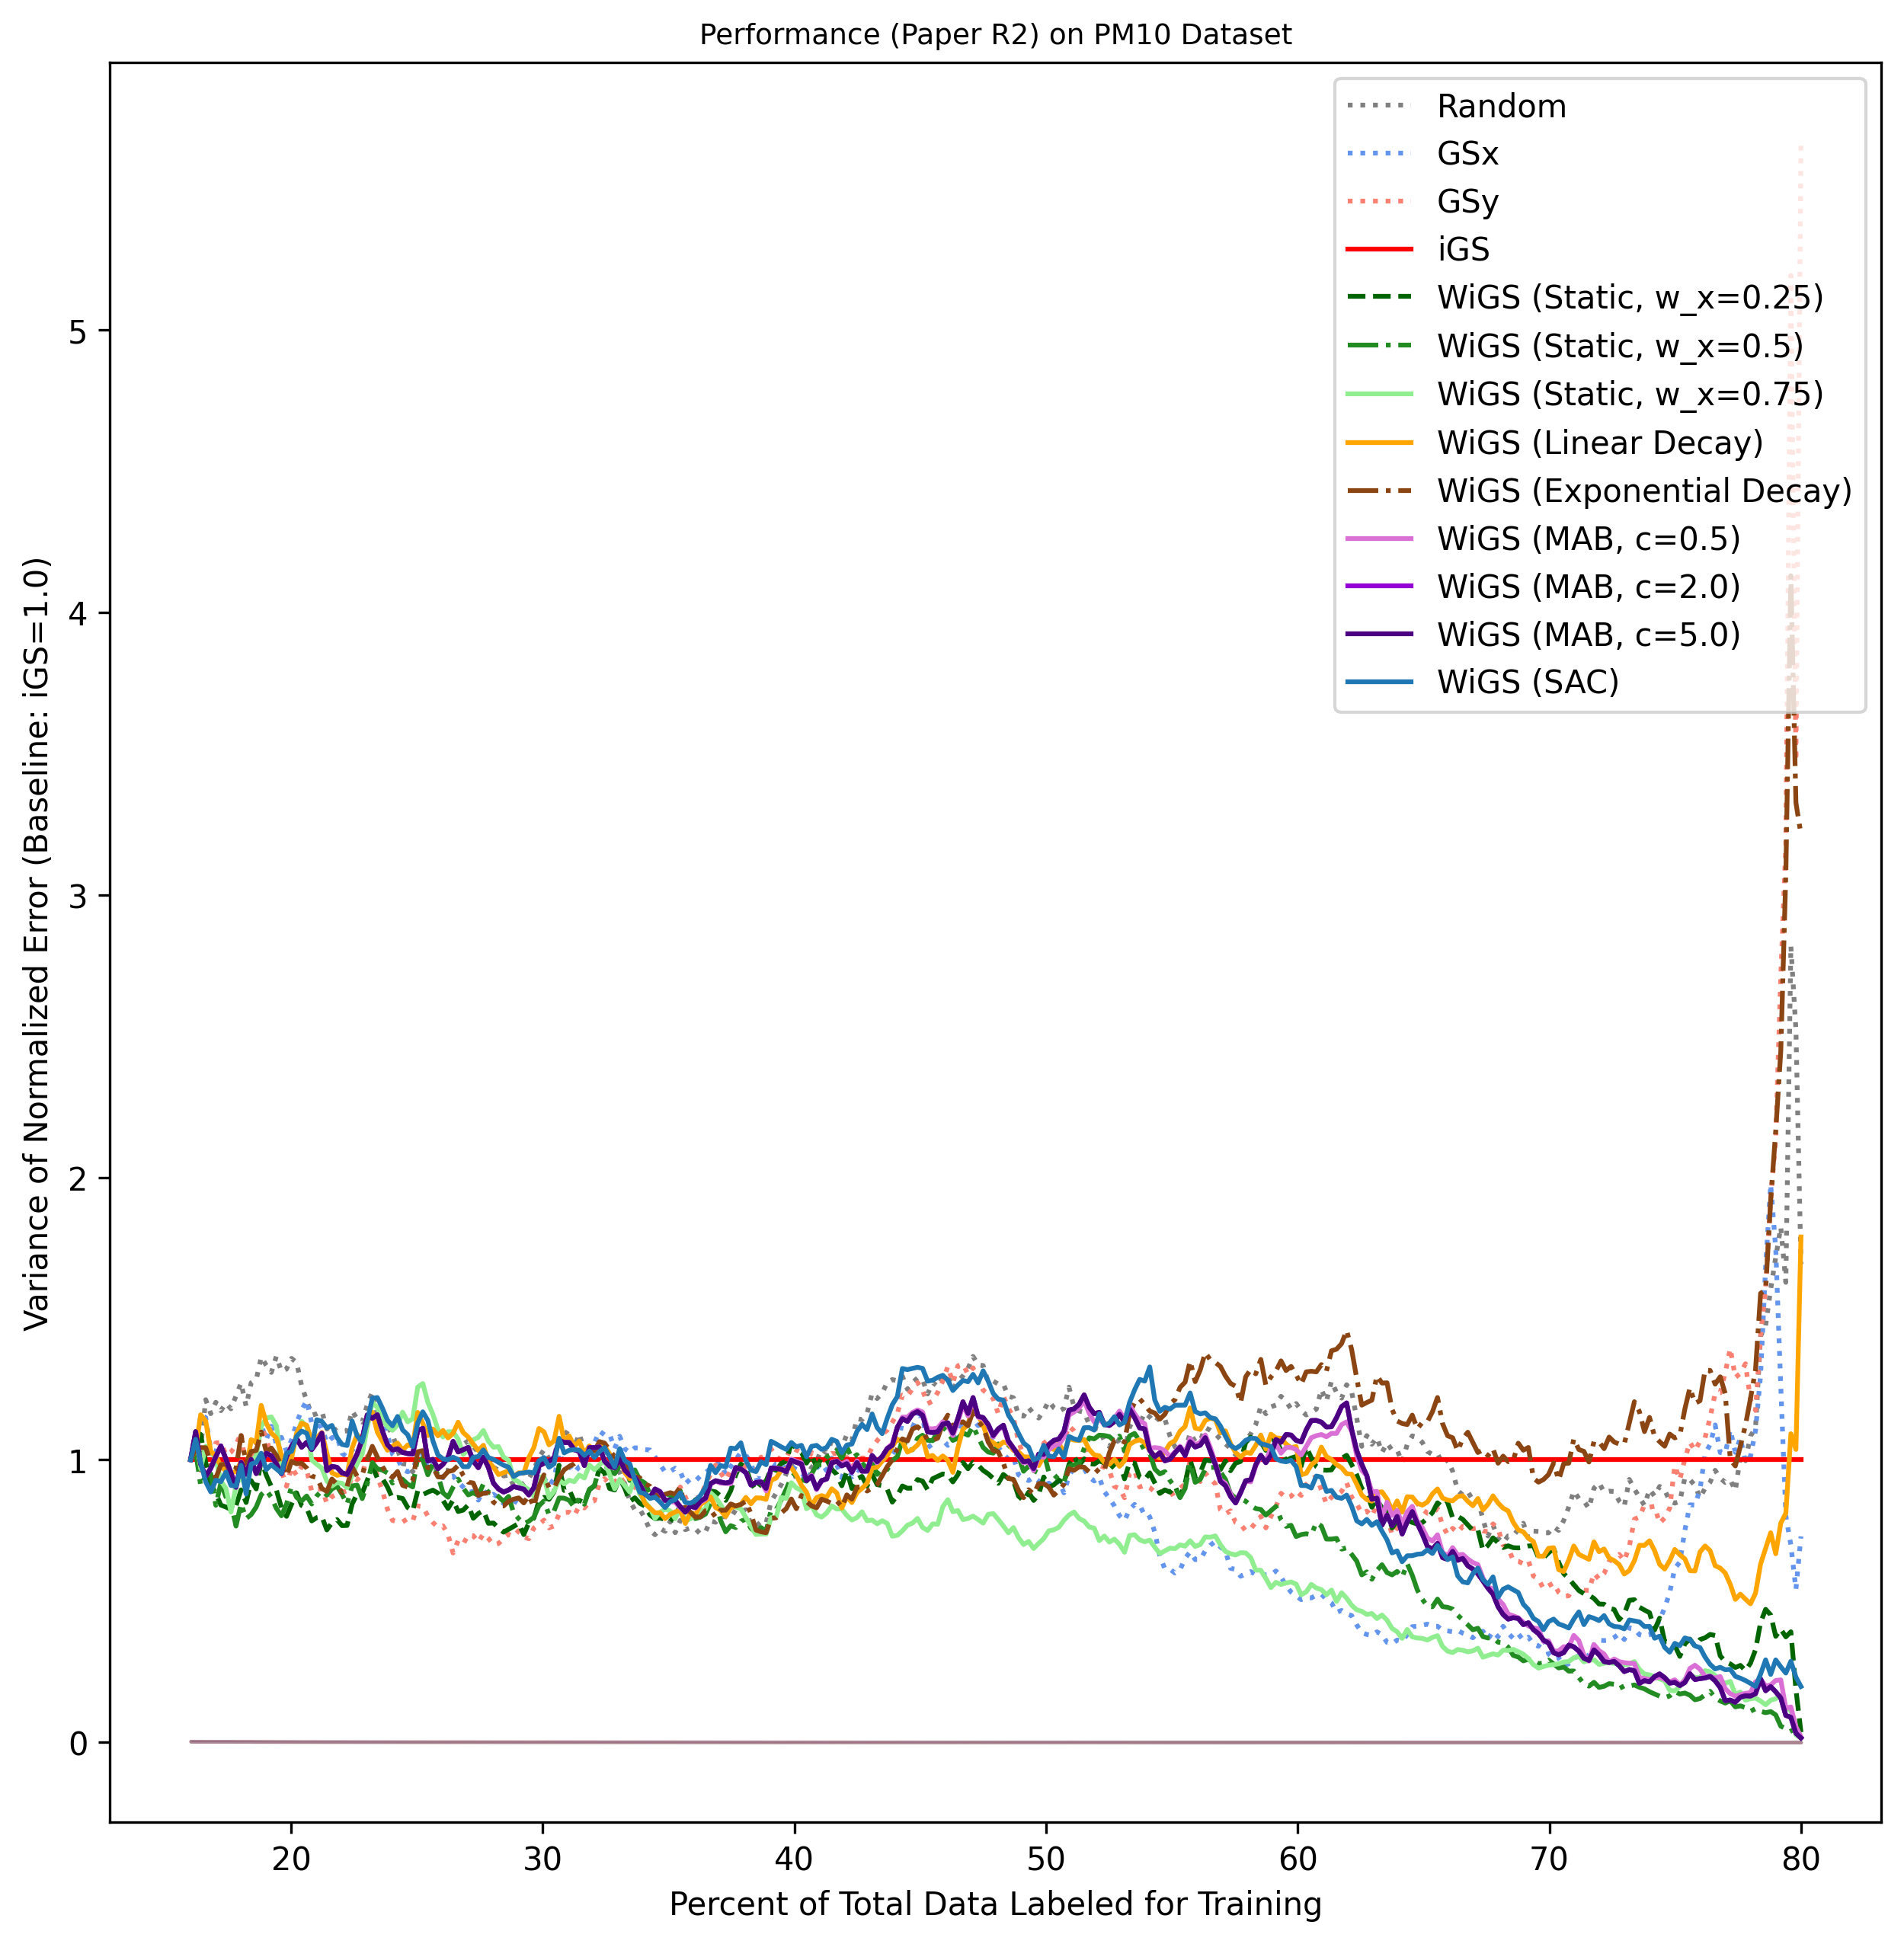 Performance (Paper R2) on PM10 Dataset
Variance of Normalized Error (Baseline: iGS=1.0)
5
4
3
2
1
0
Random
GSx
GSy
iGS
WiGS (Static, w_x=0.25)
WiGS (Static, w_x=0.5)
WiGS (Static, w_x=0.75)
WiGS (Linear Decay)
WiGS (Exponential Decay)
WiGS (MAB, c=0.5)
WiGS (MAB, c=2.0)
WiGS (MAB, c=5.0)
WiGS (SAC)
20
30
40
50
60
70
80
Percent of Total Data Labeled for Training